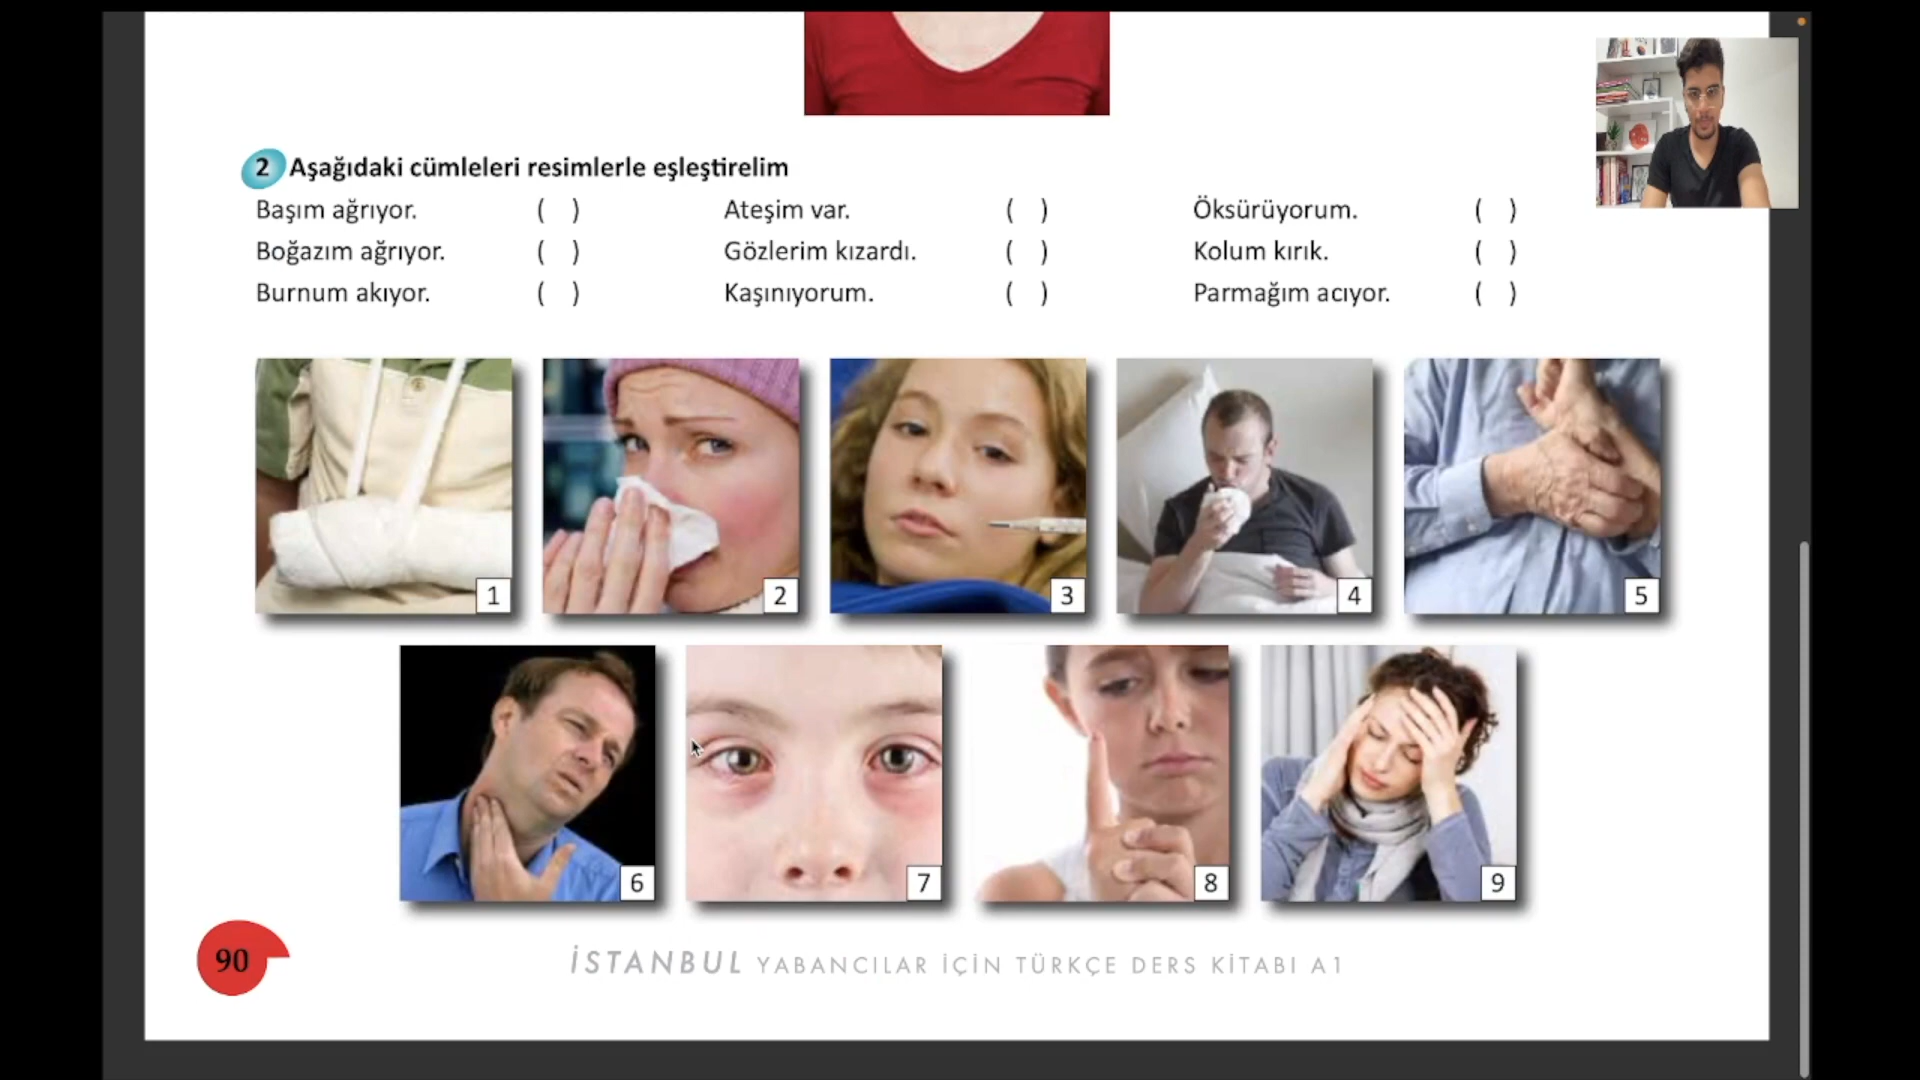 2 Aşağıdaki cümleleri resimlerle eşleştirelim
Başım ağrıyor. ( ) Ateşim var. ( ) Öksürüyorum. ( )
Boğazım ağrıyor. ( ) Gözlerim kızardı. ( ) Kolum kırık. ( )
Burnum akıyor. ( ) Kaşınıyorum. ( ) Parmağım acıyor. ( )
1 2 3 4 5
6 7 8 9
90 İSTANBUL YABANCILAR İÇİN TÜRKÇE DERS KİTABI A1